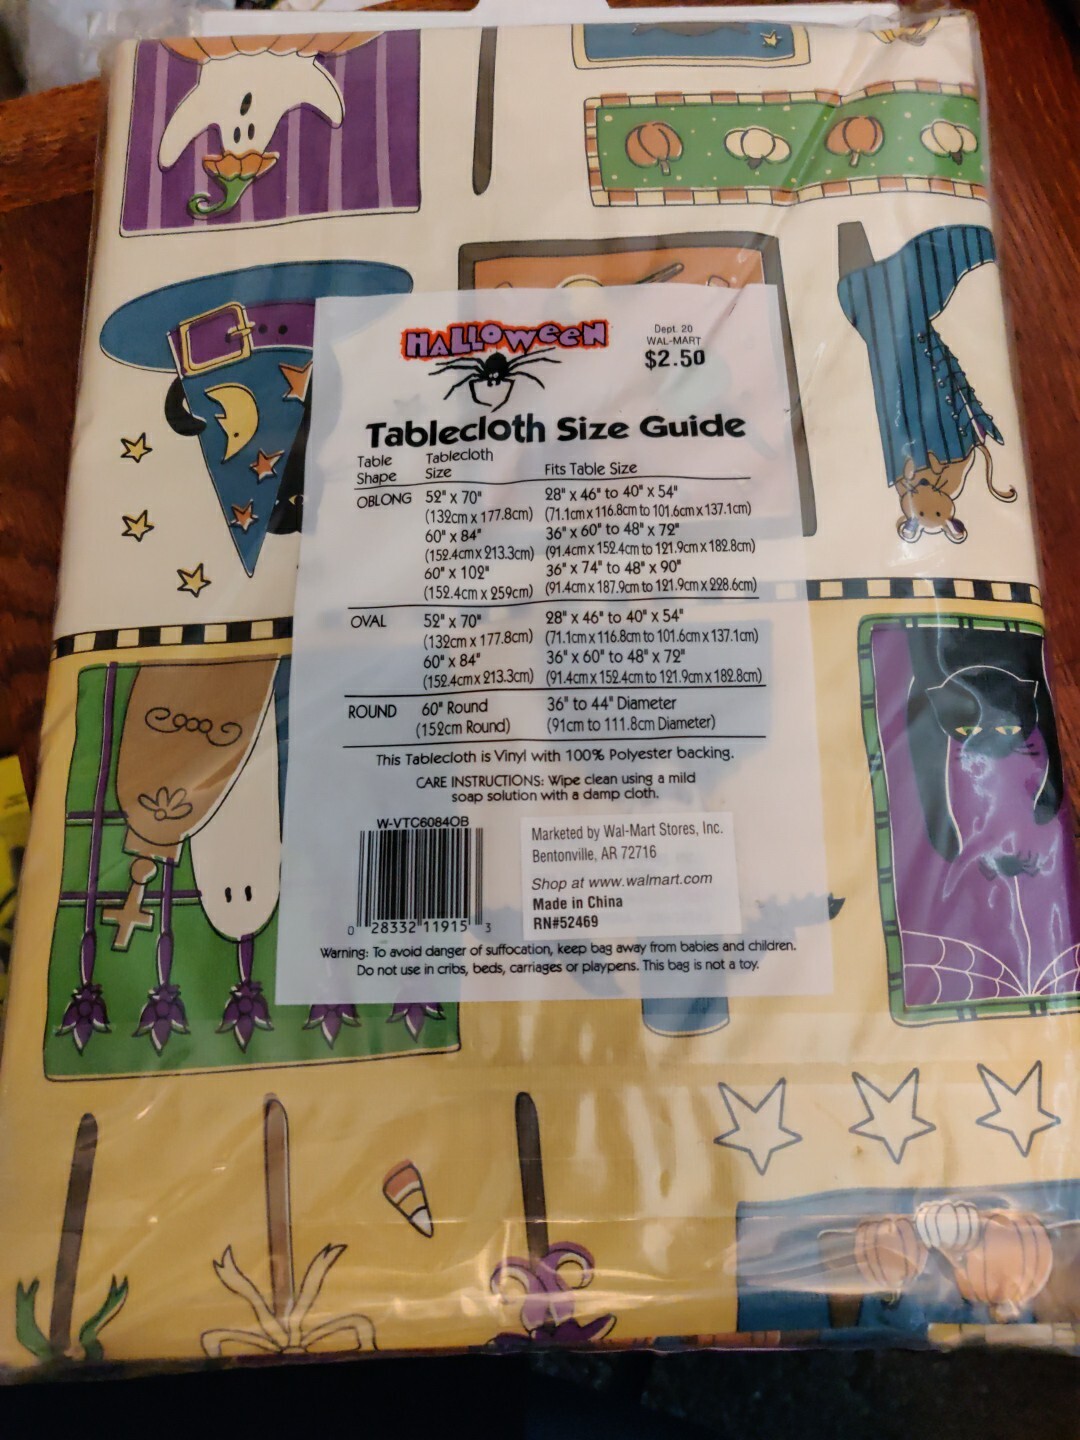 HALLOWEEN
Dept. 20
WAL-MART
$2.50
Tablecloth Size Guide
Table Shape Tablecloth Size Fits Table Size
OBLONG 52" x 70" 28" x 46" to 40" x 54"
(132cm x 177.8cm) (71.1cm x 116.8cm to 101.6cm x 137.1cm)
60" x 84" 36" x 60" to 48" x 72"
(152.4cm x 213.3cm) (91.4cm x 152.4cm to 121.9cm x 182.8cm)
60" x 102" 36" x 74" to 48" x 90"
(152.4cm x 259cm) (91.4cm x 187.9cm to 121.9cm x 228.6cm)
OVAL 52" x 70" 28" x 46" to 40" x 54"
(132cm x 177.8cm) (71.1cm x 116.8cm to 101.6cm x 137.1cm)
60" x 84" 36" x 60" to 48" x 72"
(152.4cm x 213.3cm) (91.4cm x 152.4cm to 121.9cm x 182.8cm)
ROUND 60" Round 36" to 44" Diameter
(152cm Round) (91cm to 111.8cm Diameter)
This Tablecloth is Vinyl with 100% Polyester backing.
CARE INSTRUCTIONS: Wipe clean using a mild
soap solution with a damp cloth.
W-VTC6084OB
0 28332 11915 3
Marketed by Wal-Mart Stores, Inc.
Bentonville, AR 72716
Shop at www.walmart.com
Made in China
RN#52469
Warning: To avoid danger of suffocation, keep bag away from babies and children.
Do not use in cribs, beds, carriages or playpens. This bag is not a toy.